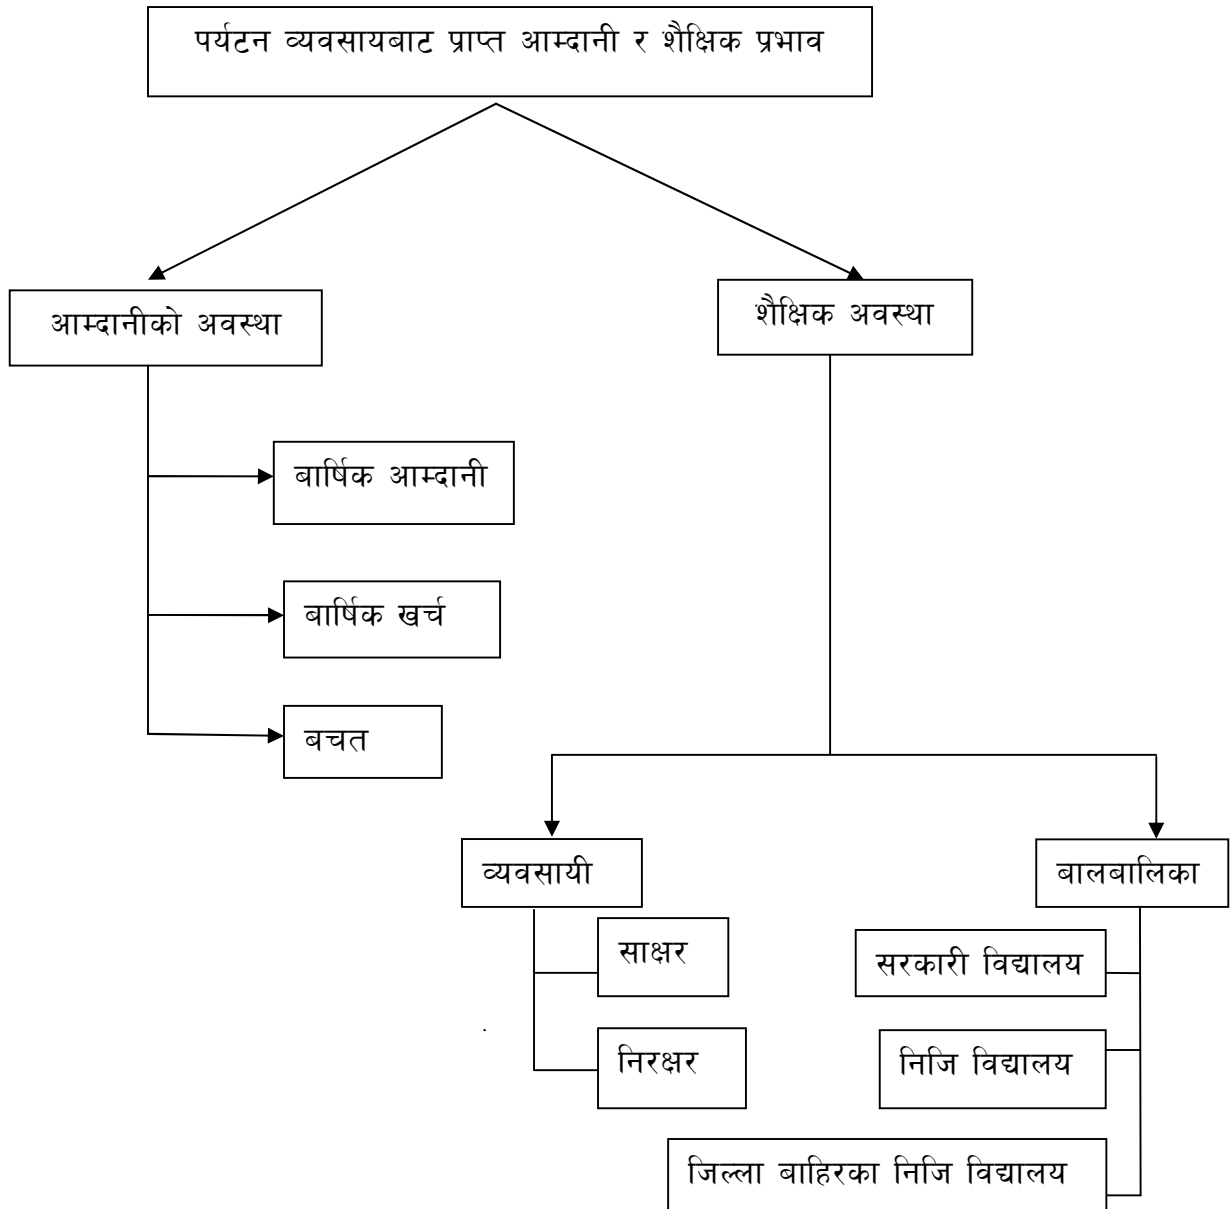 पर्यटन व्यवसायबाट प्राप्त आम्दानी र शैक्षिक प्रभाव
आम्दानीको अवस्था
शैक्षिक अवस्था
बार्षिक आम्दानी
बार्षिक खर्च
बचत
व्यवसायी
बालबालिका
साक्षर
सरकारी विद्यालय
निरक्षर
निजि विद्यालय
जिल्ला बाहिरका निजि विद्यालय